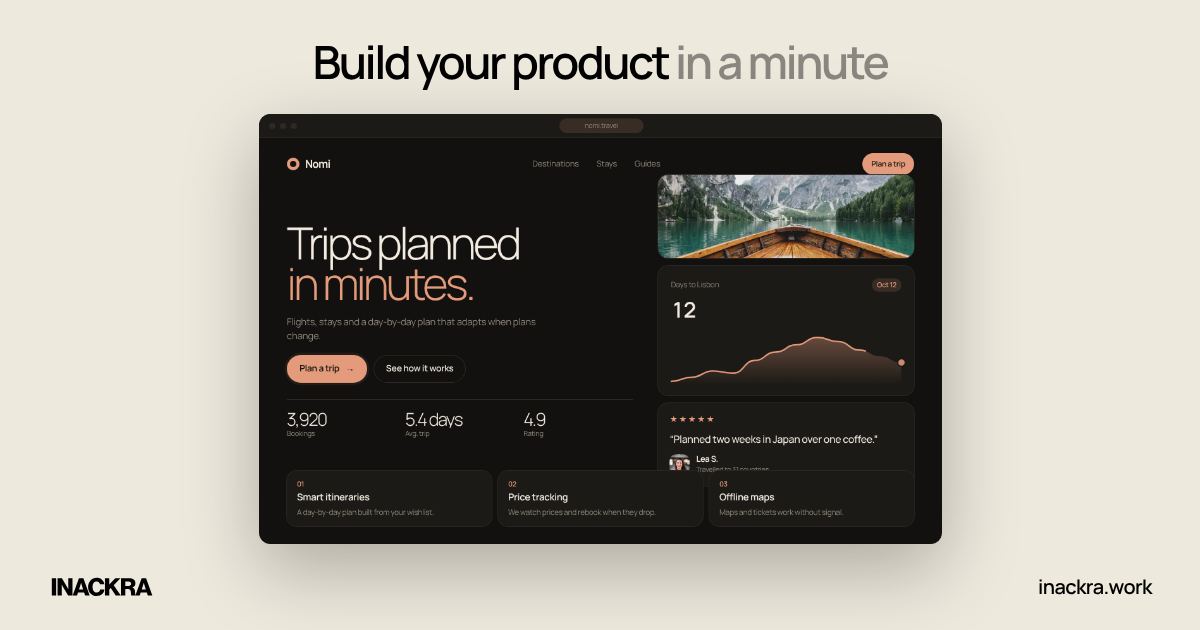 Build your product in a minute
nomi.travel
Nomi
Destinations Stays Guides
Plan a trip
Trips planned
in minutes.
Flights, stays and a day-by-day plan that adapts when plans
change.
Plan a trip →
See how it works
3,920
Bookings
5.4 days
Avg. trip
4.9
Rating
Days to Lisbon
Oct 12
12
★★★★★
“Planned two weeks in Japan over one coffee.”
Lea S.
Travelled to 31 countries
01
Smart itineraries
A day-by-day plan built from your wish list.
02
Price tracking
We watch prices and rebook when they drop.
03
Offline maps
Maps and tickets work without signal.
INACKRA
inackra.work